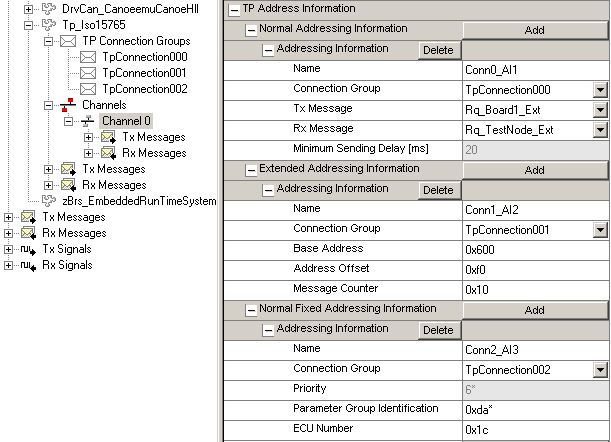 DrvCan_CanoeemuCanoeHll
Tp_Iso15765
TP Connection Groups
TpConnection000
TpConnection001
TpConnection002
Channels
Channel 0
Tx Messages
Rx Messages
Tx Messages
Rx Messages
zBrs_EmbeddedRunTimeSystem
Tx Messages
Rx Messages
Tx Signals
Rx Signals
TP Address Information
Normal Addressing Information Add
Addressing Information Delete
Name Conn0_AI1
Connection Group TpConnection000
Tx Message Rq_Board1_Ext
Rx Message Rq_TestNode_Ext
Minimum Sending Delay [ms] 20
Extended Addressing Information Add
Addressing Information Delete
Name Conn1_AI2
Connection Group TpConnection001
Base Address 0x600
Address Offset 0xf0
Message Counter 0x10
Normal Fixed Addressing Information Add
Addressing Information Delete
Name Conn2_AI3
Connection Group TpConnection002
Priority 6*
Parameter Group Identification 0xda*
ECU Number 0x1c